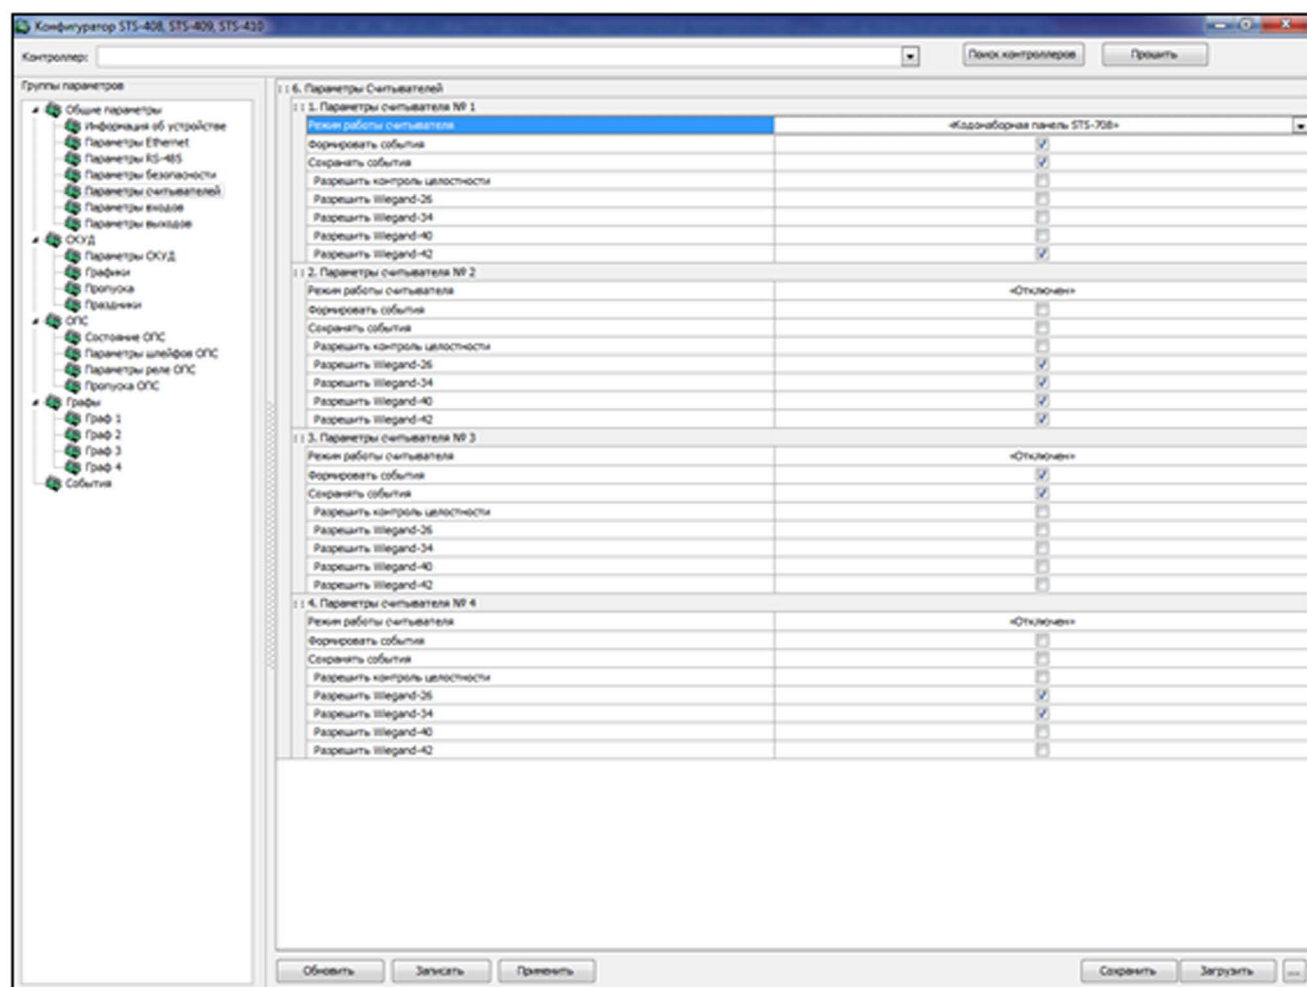 Конфигуратор STS-408, STS-409, STS-410
Контроллер:
Поиск контроллеров
Прошить
Группы параметров
Общие параметры
Информация об устройстве
Параметры Ethernet
Параметры RS-485
Параметры безопасности
Параметры считывателей
Параметры входов
Параметры выходов
СКУД
Параметры СКУД
Графики
Пропуска
Праздники
ОПС
Состояние ОПС
Параметры шлейфов ОПС
Параметры реле ОПС
Пропуска ОПС
Графы
Граф 1
Граф 2
Граф 3
Граф 4
События
6. Параметры Считывателей
1. Параметры считывателя № 1
Режим работы считывателя «Кодонаборная панель STS-708»
Формировать события
Сохранять события
Разрешить контроль целостности
Разрешить Wiegand-26
Разрешить Wiegand-34
Разрешить Wiegand-40
Разрешить Wiegand-42
2. Параметры считывателя № 2
Режим работы считывателя «Отключен»
Формировать события
Сохранять события
Разрешить контроль целостности
Разрешить Wiegand-26
Разрешить Wiegand-34
Разрешить Wiegand-40
Разрешить Wiegand-42
3. Параметры считывателя № 3
Режим работы считывателя «Отключен»
Формировать события
Сохранять события
Разрешить контроль целостности
Разрешить Wiegand-26
Разрешить Wiegand-34
Разрешить Wiegand-40
Разрешить Wiegand-42
4. Параметры считывателя № 4
Режим работы считывателя «Отключен»
Формировать события
Сохранять события
Разрешить контроль целостности
Разрешить Wiegand-26
Разрешить Wiegand-34
Разрешить Wiegand-40
Разрешить Wiegand-42
Обновить
Записать
Применить
Сохранить
Загрузить
...